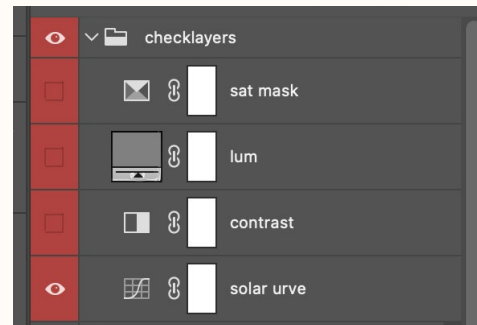 checklayers
sat mask
lum
contrast
solar urve